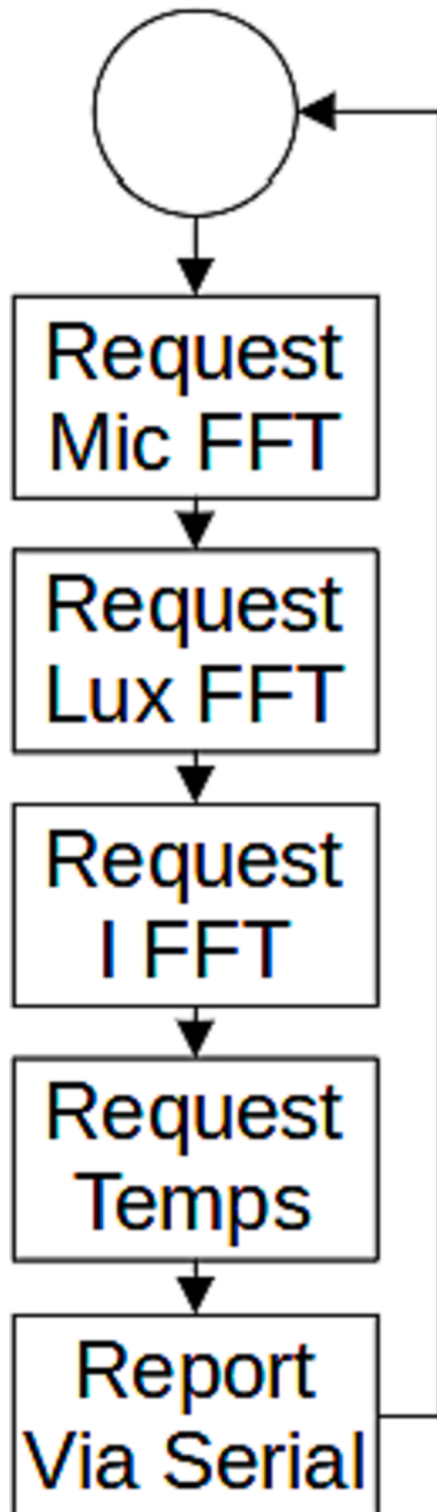 Request
Mic FFT
Request
Lux FFT
Request
I FFT
Request
Temps
Report
Via Serial